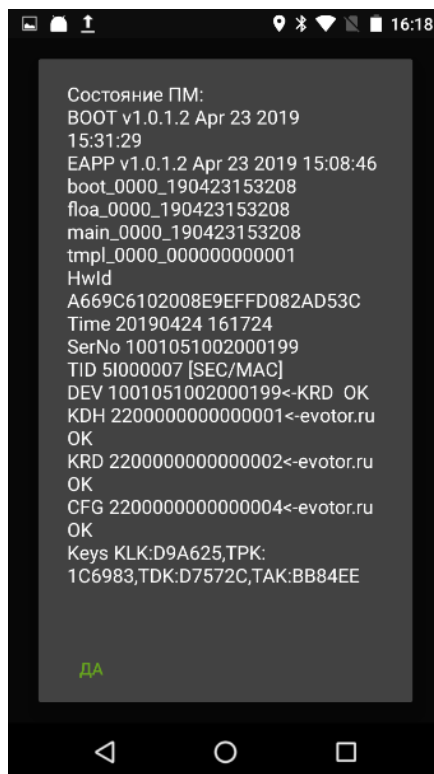 16:18
Состояние ПМ:
BOOT v1.0.1.2 Apr 23 2019
15:31:29
EAPP v1.0.1.2 Apr 23 2019 15:08:46
boot_0000_190423153208
floa_0000_190423153208
main_0000_190423153208
tmpl_0000_000000000001
HwId
A669C6102008E9EFFD082AD53C
Time 20190424 161724
SerNo 1001051002000199
TID 5I000007 [SEC/MAC]
DEV 1001051002000199<-KRD  OK
KDH 2200000000000001<-evotor.ru
OK
KRD 2200000000000002<-evotor.ru
OK
CFG 2200000000000004<-evotor.ru
OK
Keys KLK:D9A625,TPK:
1C6983,TDK:D7572C,TAK:BB84EE
ДА